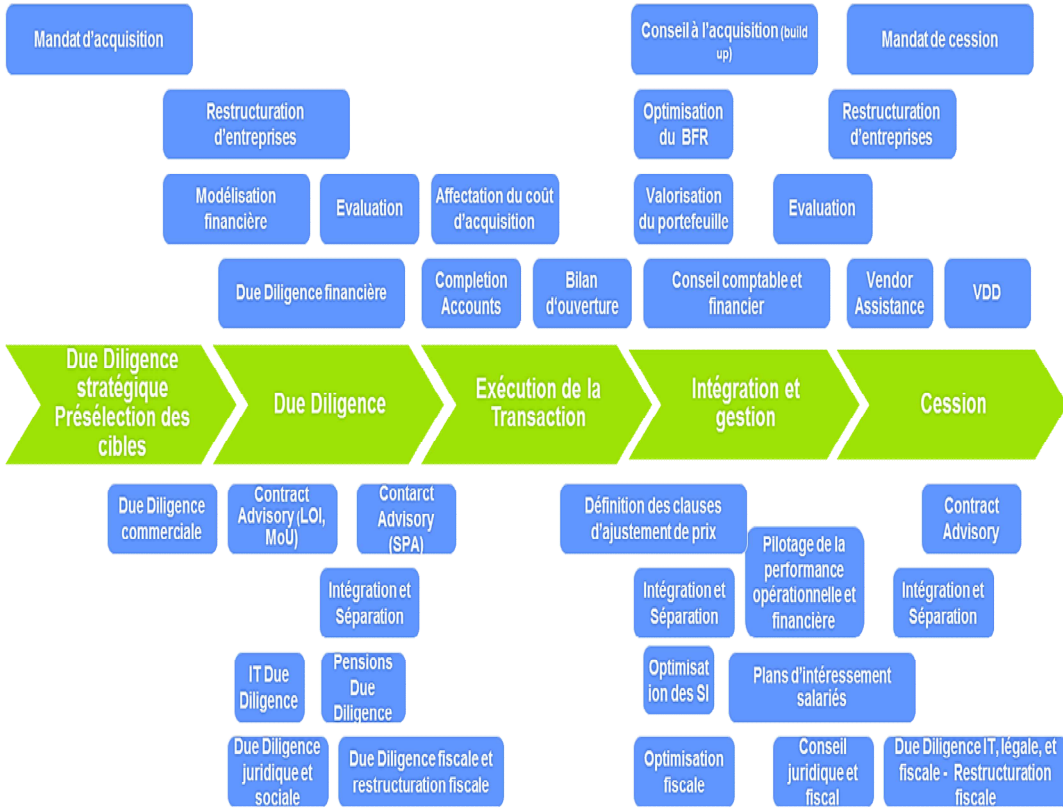 Mandat d'acquisition
Conseil à l'acquisition (build
up)
Mandat de cession
Restructuration
d'entreprises
Optimisation
du BFR
Restructuration
d'entreprises
Modélisation
financière
Evaluation
Affectation du coût
d'acquisition
Valorisation
du portefeuille
Evaluation
Due Diligence financière
Completion
Accounts
Bilan
d'ouverture
Conseil comptable et
financier
Vendor
Assistance
VDD
Due Diligence
stratégique
Présélection des
cibles
Due Diligence
Exécution de la
Transaction
Intégration et
gestion
Cession
Due Diligence
commerciale
Contract
Advisory (LOI,
MoU)
Contarct
Advisory
(SPA)
Définition des clauses
d'ajustement de prix
Pilotage de la
performance
opérationnelle et
financière
Contract
Advisory
Intégration et
Séparation
Intégration et
Séparation
Intégration et
Séparation
IT Due
Diligence
Pensions
Due
Diligence
Optimisat
ion des SI
Plans d'intéressement
salariés
Due Diligence
juridique et
sociale
Due Diligence fiscale et
restructuration fiscale
Optimisation
fiscale
Conseil
juridique et
fiscal
Due Diligence IT, légale, et
fiscale - Restructuration
fiscale